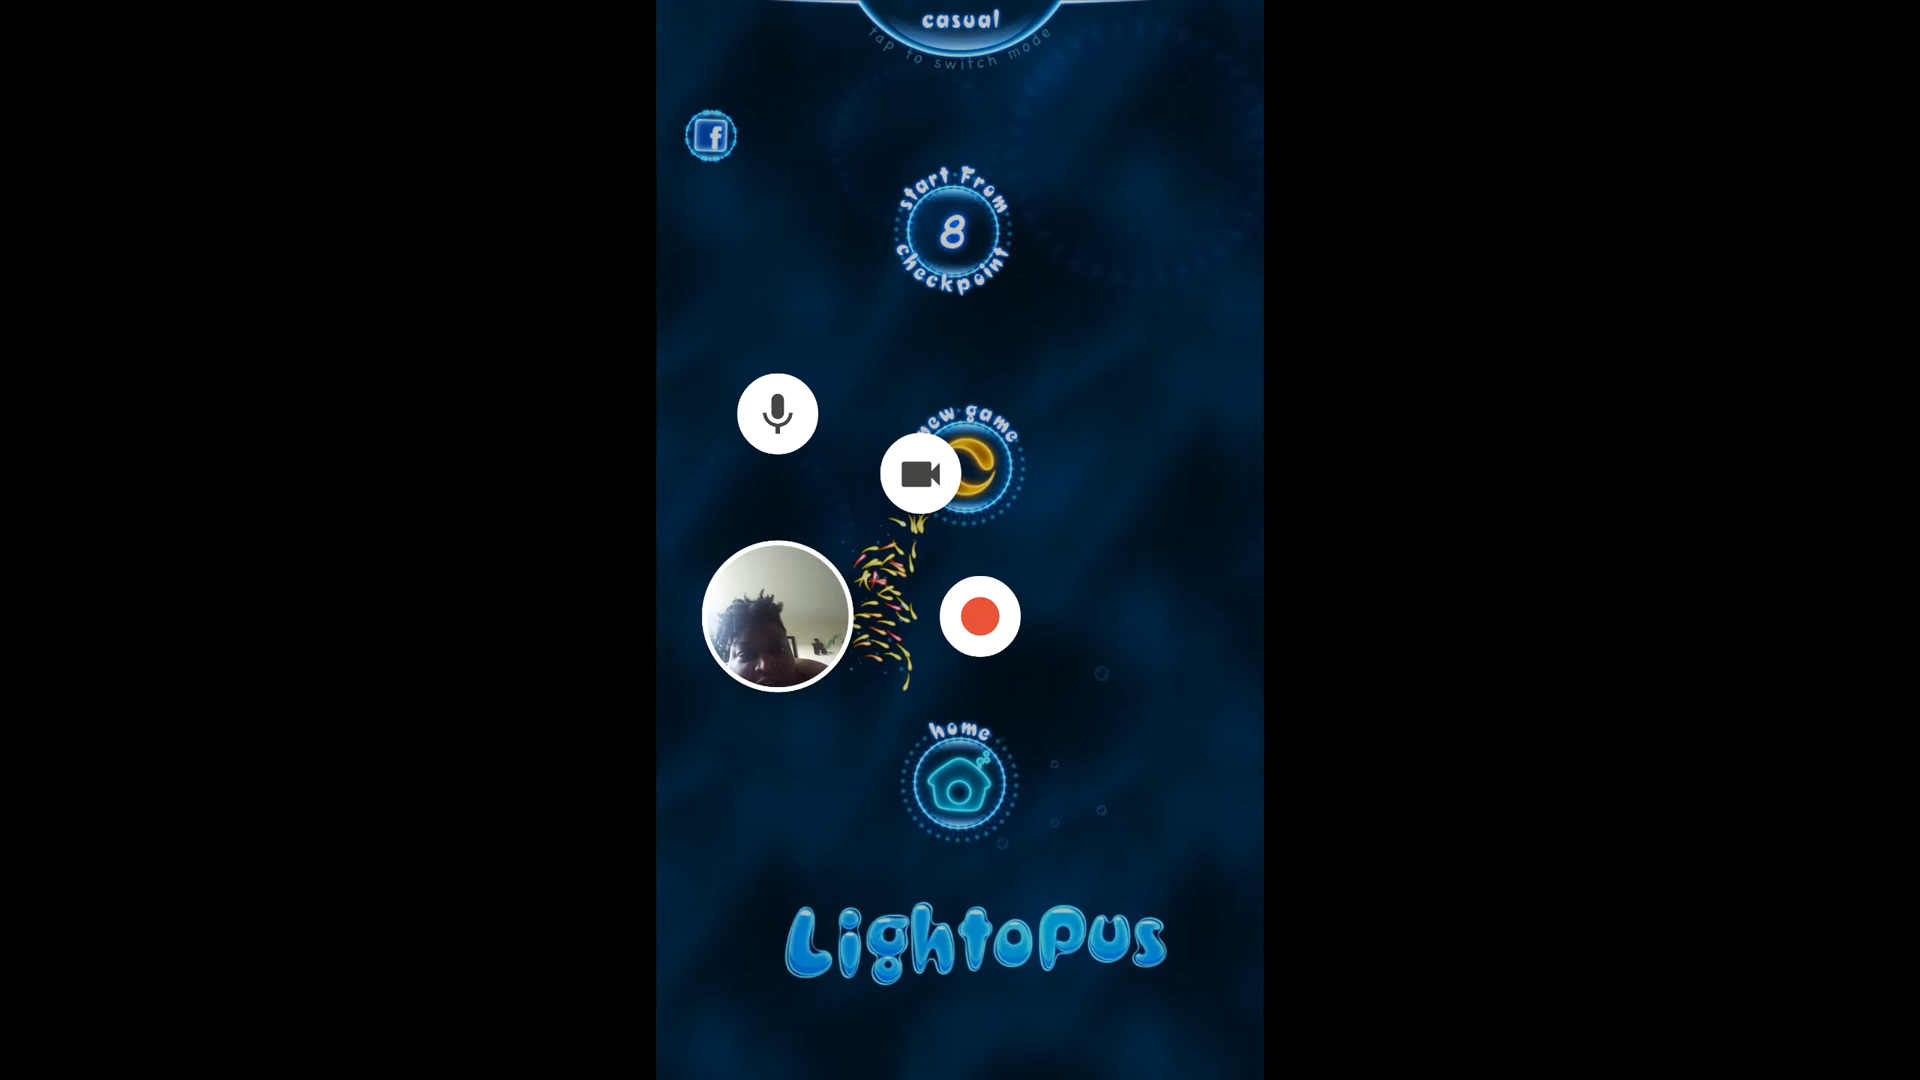 casual
tap to switch mode
f
start From
8
checkpoint
new game
home
Lightopus